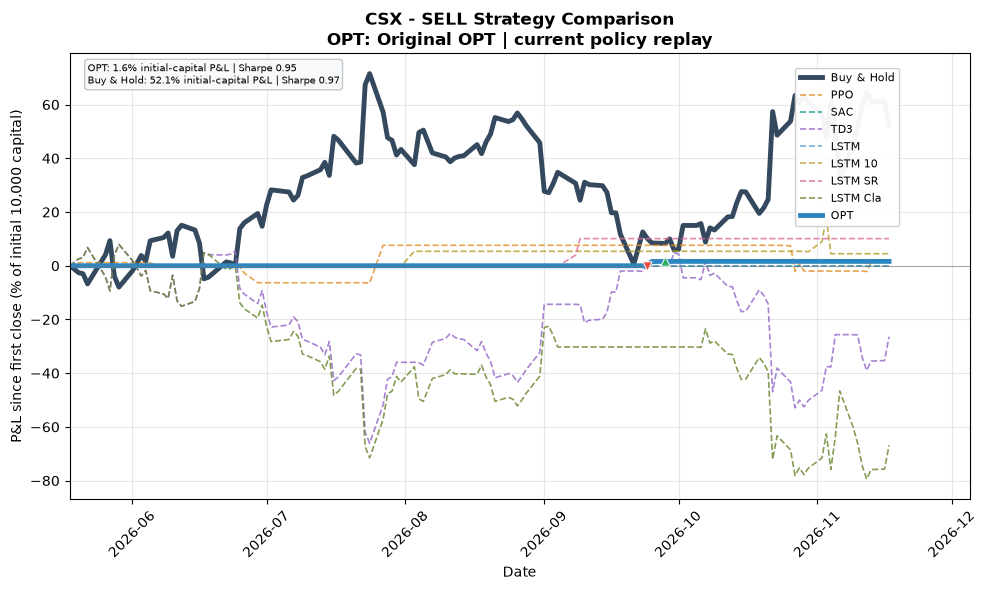 CSX - SELL Strategy Comparison
OPT: Original OPT | current policy replay
OPT: 1.6% initial-capital P&L | Sharpe 0.95
Buy & Hold: 52.1% initial-capital P&L | Sharpe 0.97
Buy & Hold
PPO
SAC
TD3
LSTM
LSTM 10
LSTM SR
LSTM Cla
OPT
P&L since first close (% of initial 10,000 capital)
60
40
20
0
−20
−40
−60
−80
2026-06
2026-07
2026-08
2026-09
2026-10
2026-11
2026-12
Date